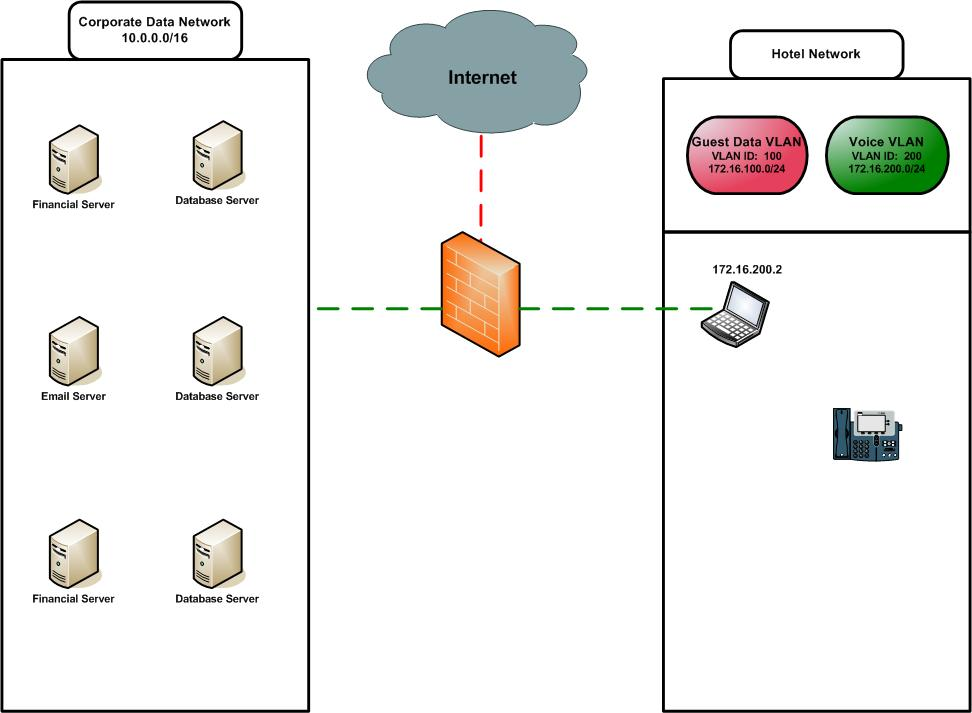 Corporate Data Network
10.0.0.0/16
Internet
Hotel Network
Guest Data VLAN
VLAN ID: 100
172.16.100.0/24
Voice VLAN
VLAN ID: 200
172.16.200.0/24
Financial Server
Database Server
172.16.200.2
Email Server
Database Server
Financial Server
Database Server